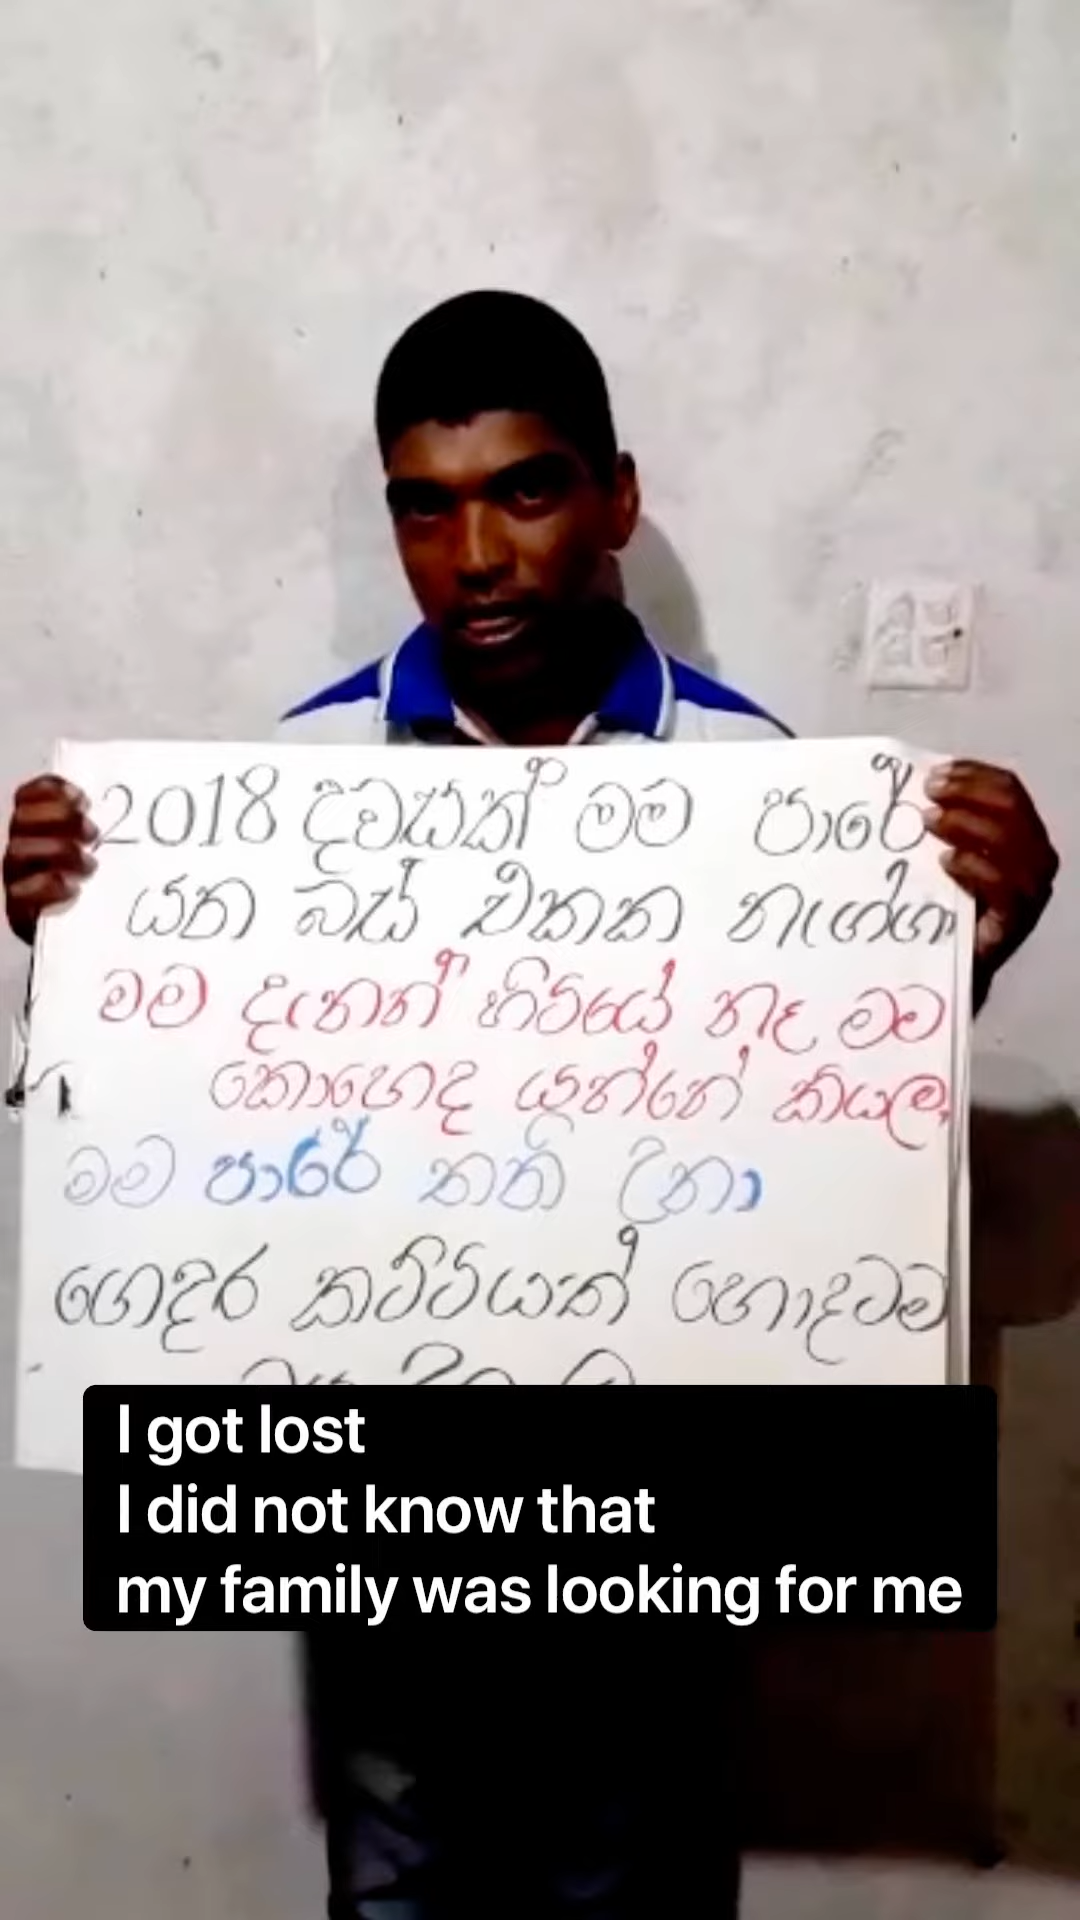 2018 දවසක් මම පාරේ
යන බස් එකක නැග්ගා
මම දැනන් හිටියේ නෑ මම
කොහෙද යන්නේ කියල
මම පාරේ තනි උනා
ගෙදර කට්ටියත් හොදටම
I got lost
I did not know that
my family was looking for me